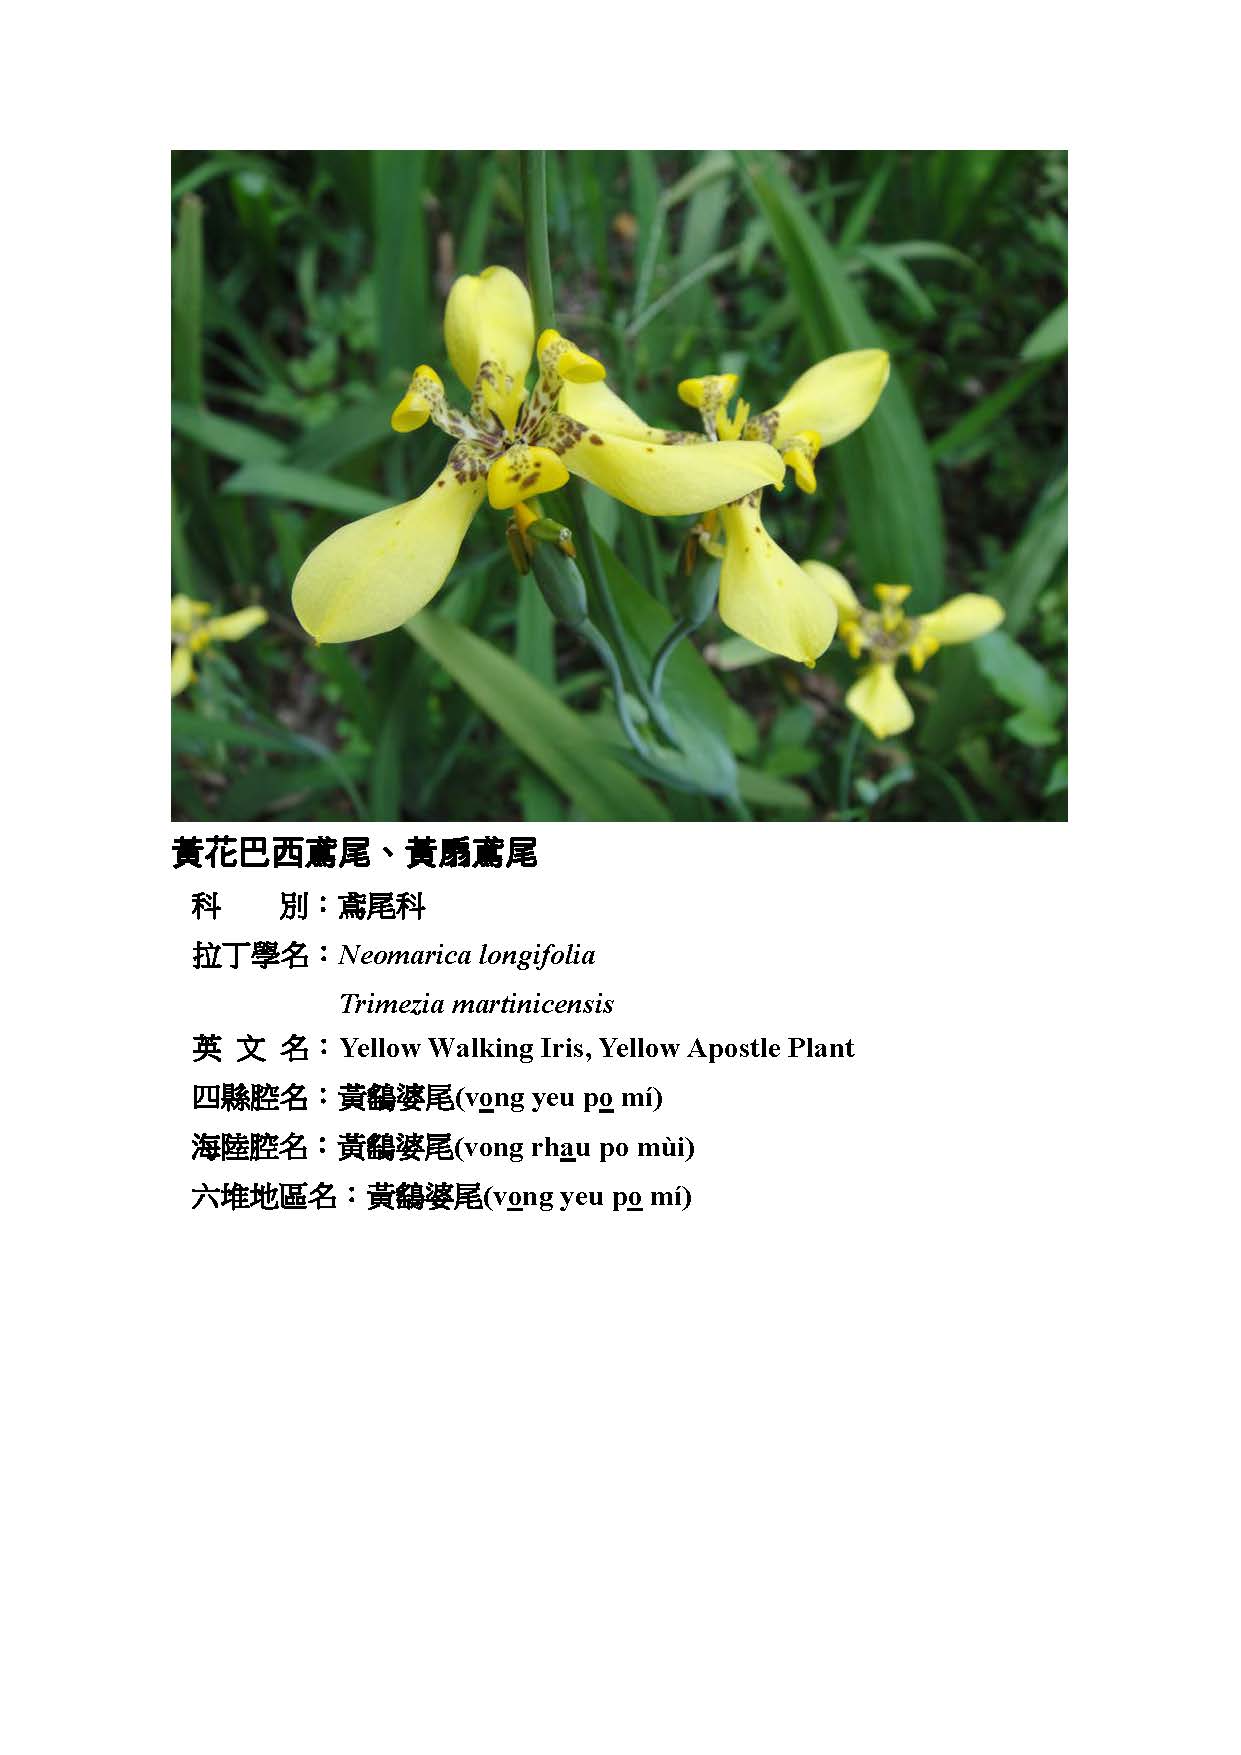 黃花巴西鳶尾、黃扇鳶尾
科　　別：鳶尾科
拉丁學名：Neomarica longifolia
Trimezia martinicensis
英 文 名：Yellow Walking Iris, Yellow Apostle Plant
四縣腔名：黃鷂婆尾(vong yeu po mí)
海陸腔名：黃鷂婆尾(vong rhau po mùi)
六堆地區名：黃鷂婆尾(vong yeu po mí)